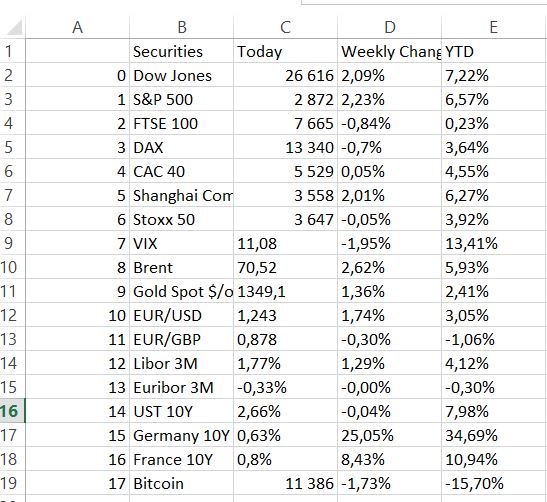 A B C D E
1 Securities Today Weekly Chang YTD
2 0 Dow Jones 26 616 2,09% 7,22%
3 1 S&P 500 2 872 2,23% 6,57%
4 2 FTSE 100 7 665 -0,84% 0,23%
5 3 DAX 13 340 -0,7% 3,64%
6 4 CAC 40 5 529 0,05% 4,55%
7 5 Shanghai Com 3 558 2,01% 6,27%
8 6 Stoxx 50 3 647 -0,05% 3,92%
9 7 VIX 11,08 -1,95% 13,41%
10 8 Brent 70,52 2,62% 5,93%
11 9 Gold Spot $/o 1349,1 1,36% 2,41%
12 10 EUR/USD 1,243 1,74% 3,05%
13 11 EUR/GBP 0,878 -0,30% -1,06%
14 12 Libor 3M 1,77% 1,29% 4,12%
15 13 Euribor 3M -0,33% -0,00% -0,30%
16 14 UST 10Y 2,66% -0,04% 7,98%
17 15 Germany 10Y 0,63% 25,05% 34,69%
18 16 France 10Y 0,8% 8,43% 10,94%
19 17 Bitcoin 11 386 -1,73% -15,70%